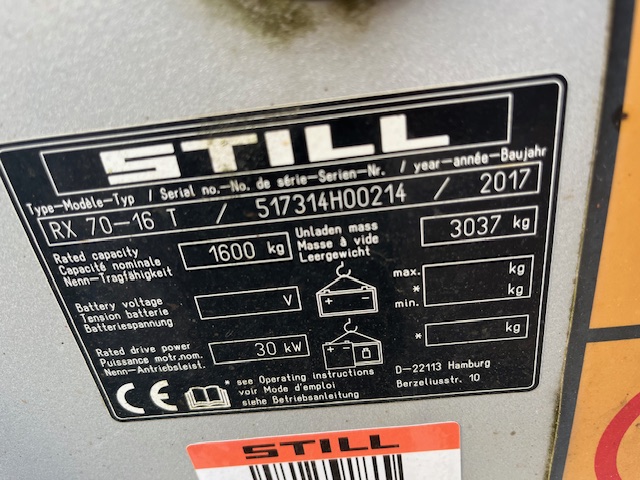 STILL
Type-Modèle-Typ / Serial no.-No. de série-Serien-Nr. / year-année-Baujahr
RX 70-16 T / 517314H00214 / 2017
Rated capacity
Capacité nominale
Nenn-Tragfähigkeit
1600 kg
Unladen mass
Masse à vide
Leergewicht
3037 kg
Battery voltage
Tension batterie
Batteriespannung
V
+ -
max. kg
* kg
min.
Rated drive power
Puissance motr.nom.
Nenn-Antriebsleist.
30 kW
+ -
* kg
CE
* see Operating instructions
voir Mode d'emploi
siehe Betriebsanleitung
D-22113 Hamburg
Berzeliusstr. 10
STILL